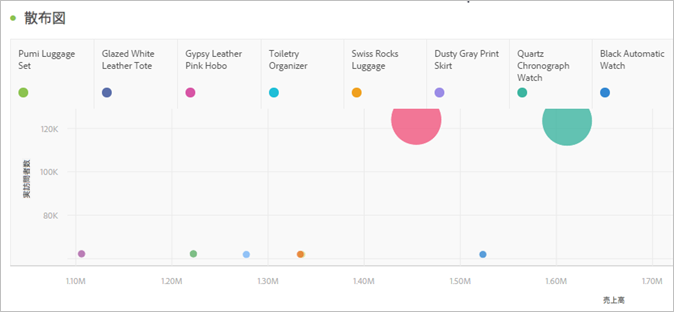 散布図
Pumi Luggage
Set
Glazed White
Leather Tote
Gypsy Leather
Pink Hobo
Toiletry
Organizer
Swiss Rocks
Luggage
Dusty Gray Print
Skirt
Quartz
Chronograph
Watch
Black Automatic
Watch
実訪問者数
120K
100K
80K
1.10M
1.20M
1.30M
1.40M
1.50M
1.60M
1.70M
売上高